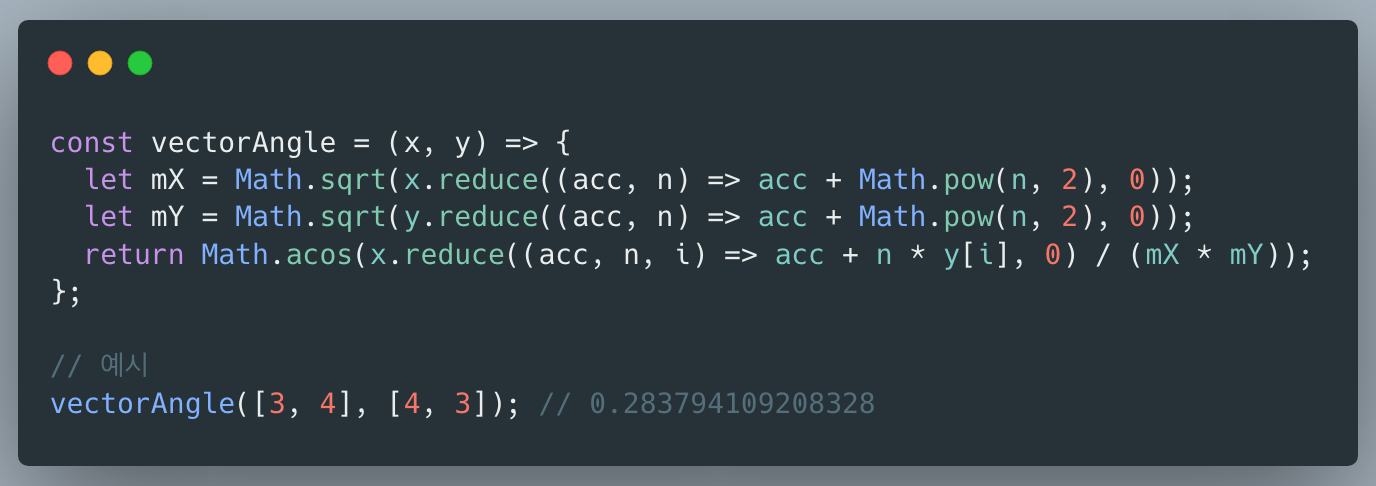 const vectorAngle = (x, y) => {
  let mX = Math.sqrt(x.reduce((acc, n) => acc + Math.pow(n, 2), 0));
  let mY = Math.sqrt(y.reduce((acc, n) => acc + Math.pow(n, 2), 0));
  return Math.acos(x.reduce((acc, n, i) => acc + n * y[i], 0) / (mX * mY));
};

// 예시
vectorAngle([3, 4], [4, 3]); // 0.283794109208328